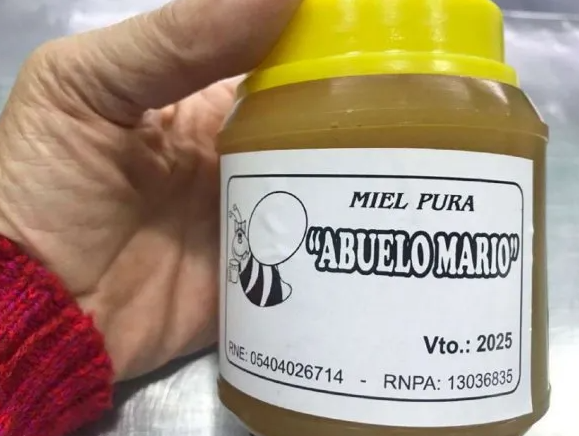 MIEL PURA
“ABUELO MARIO”
Vto.: 2025
RNE: 05404026714 - RNPA: 13036835